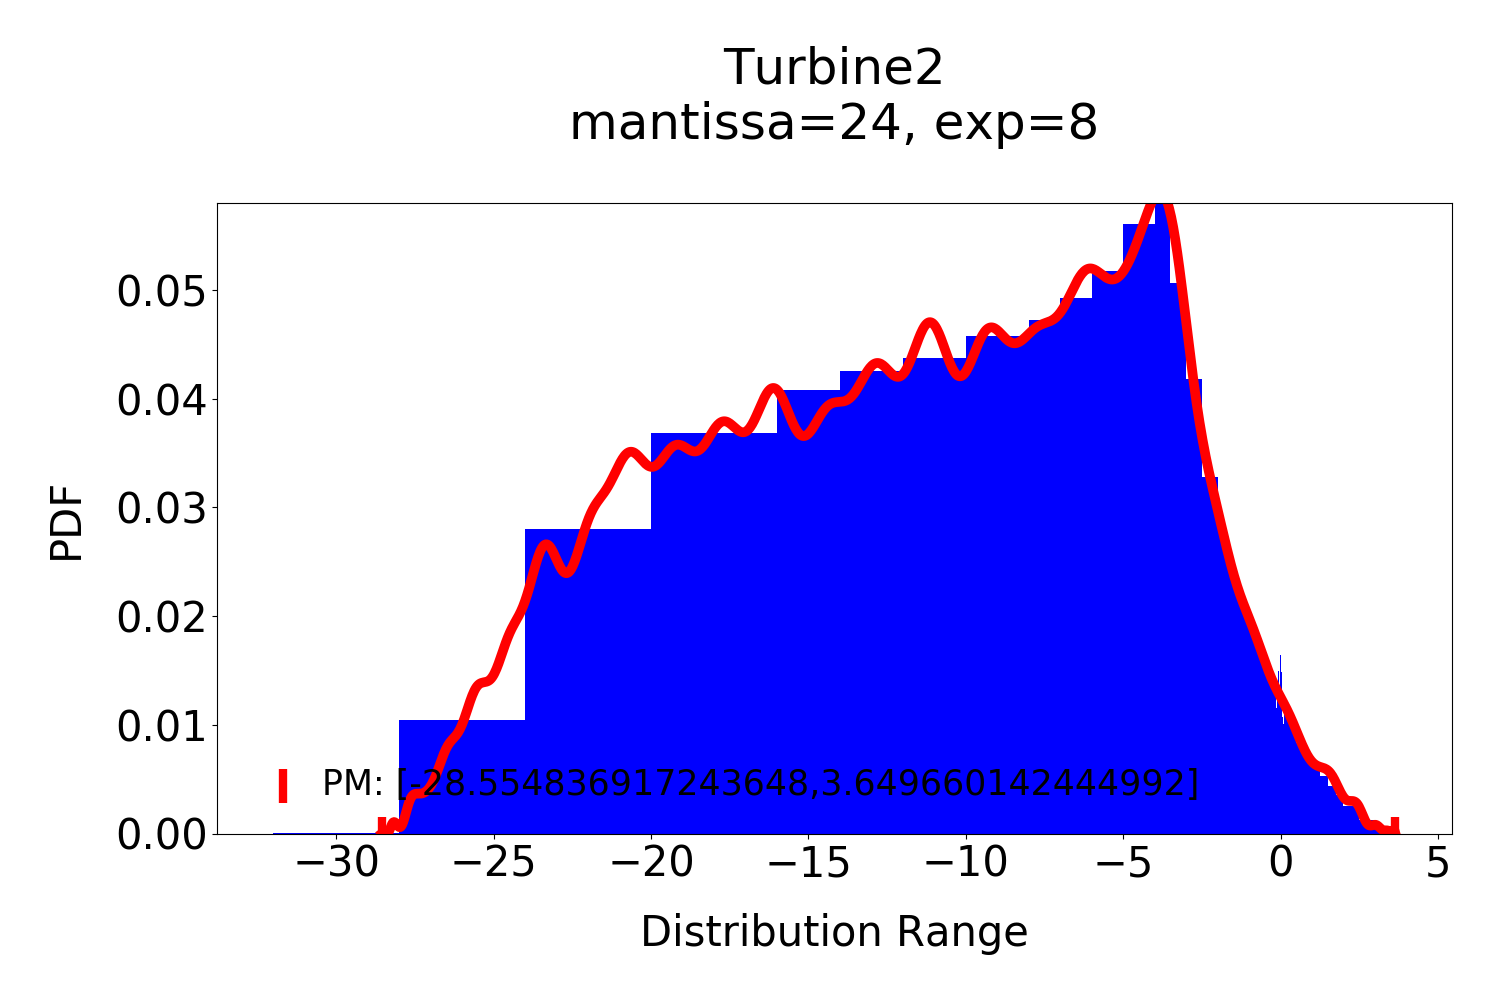 Turbine2
mantissa=24, exp=8
PDF
0.05
0.04
0.03
0.02
0.01
0.00
PM: [-28.554836917243648,3.649660142444992]
−30 −25 −20 −15 −10 −5 0 5
Distribution Range